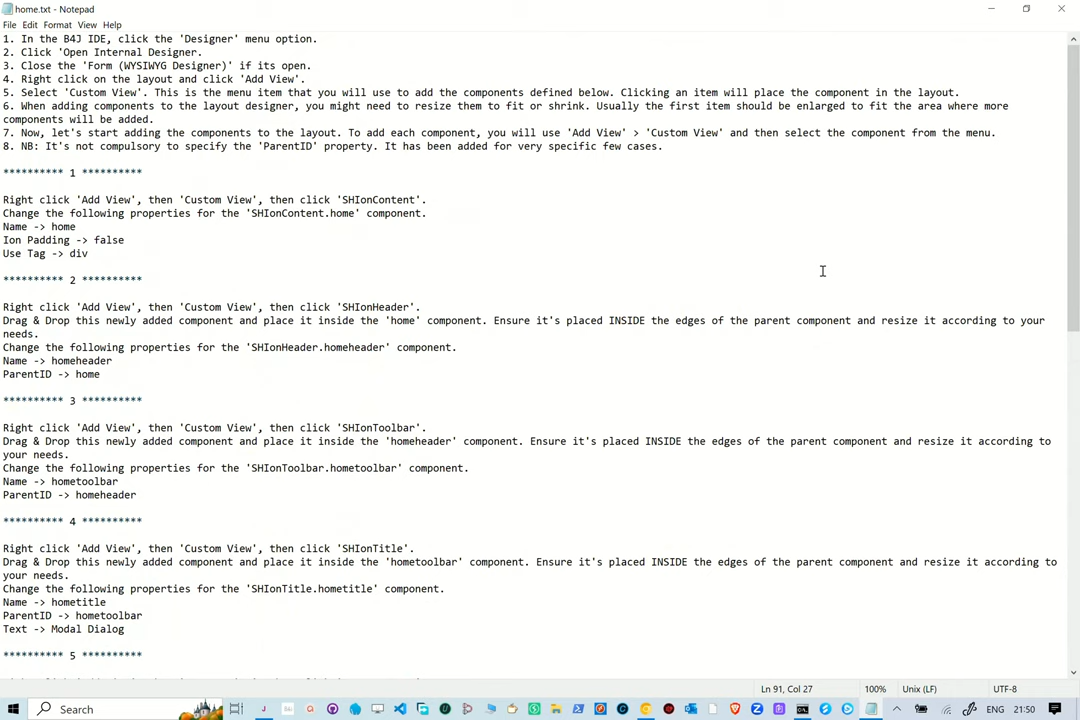 home.txt - Notepad
File Edit Format View Help
1. In the B4J IDE, click the 'Designer' menu option.
2. Click 'Open Internal Designer.
3. Close the 'Form (WYSIWYG Designer)' if its open.
4. Right click on the layout and click 'Add View'.
5. Select 'Custom View'. This is the menu item that you will use to add the components defined below. Clicking an item will place the component in the layout.
6. When adding components to the layout designer, you might need to resize them to fit or shrink. Usually the first item should be enlarged to fit the area where more
components will be added.
7. Now, let's start adding the components to the layout. To add each component, you will use 'Add View' > 'Custom View' and then select the component from the menu.
8. NB: It's not compulsory to specify the 'ParentID' property. It has been added for very specific few cases.
********** 1 **********
Right click 'Add View', then 'Custom View', then click 'SHIonContent'.
Change the following properties for the 'SHIonContent.home' component.
Name -> home
Ion Padding -> false
Use Tag -> div
********** 2 **********
Right click 'Add View', then 'Custom View', then click 'SHIonHeader'.
Drag & Drop this newly added component and place it inside the 'home' component. Ensure it's placed INSIDE the edges of the parent component and resize it according to your
needs.
Change the following properties for the 'SHIonHeader.homeheader' component.
Name -> homeheader
ParentID -> home
********** 3 **********
Right click 'Add View', then 'Custom View', then click 'SHIonToolbar'.
Drag & Drop this newly added component and place it inside the 'homeheader' component. Ensure it's placed INSIDE the edges of the parent component and resize it according to
your needs.
Change the following properties for the 'SHIonToolbar.hometoolbar' component.
Name -> hometoolbar
ParentID -> homeheader
********** 4 **********
Right click 'Add View', then 'Custom View', then click 'SHIonTitle'.
Drag & Drop this newly added component and place it inside the 'hometoolbar' component. Ensure it's placed INSIDE the edges of the parent component and resize it according to
your needs.
Change the following properties for the 'SHIonTitle.hometitle' component.
Name -> hometitle
ParentID -> hometoolbar
Text -> Modal Dialog
********** 5 **********
Ln 91, Col 27 100% Unix (LF) UTF-8
Search ENG 21:50